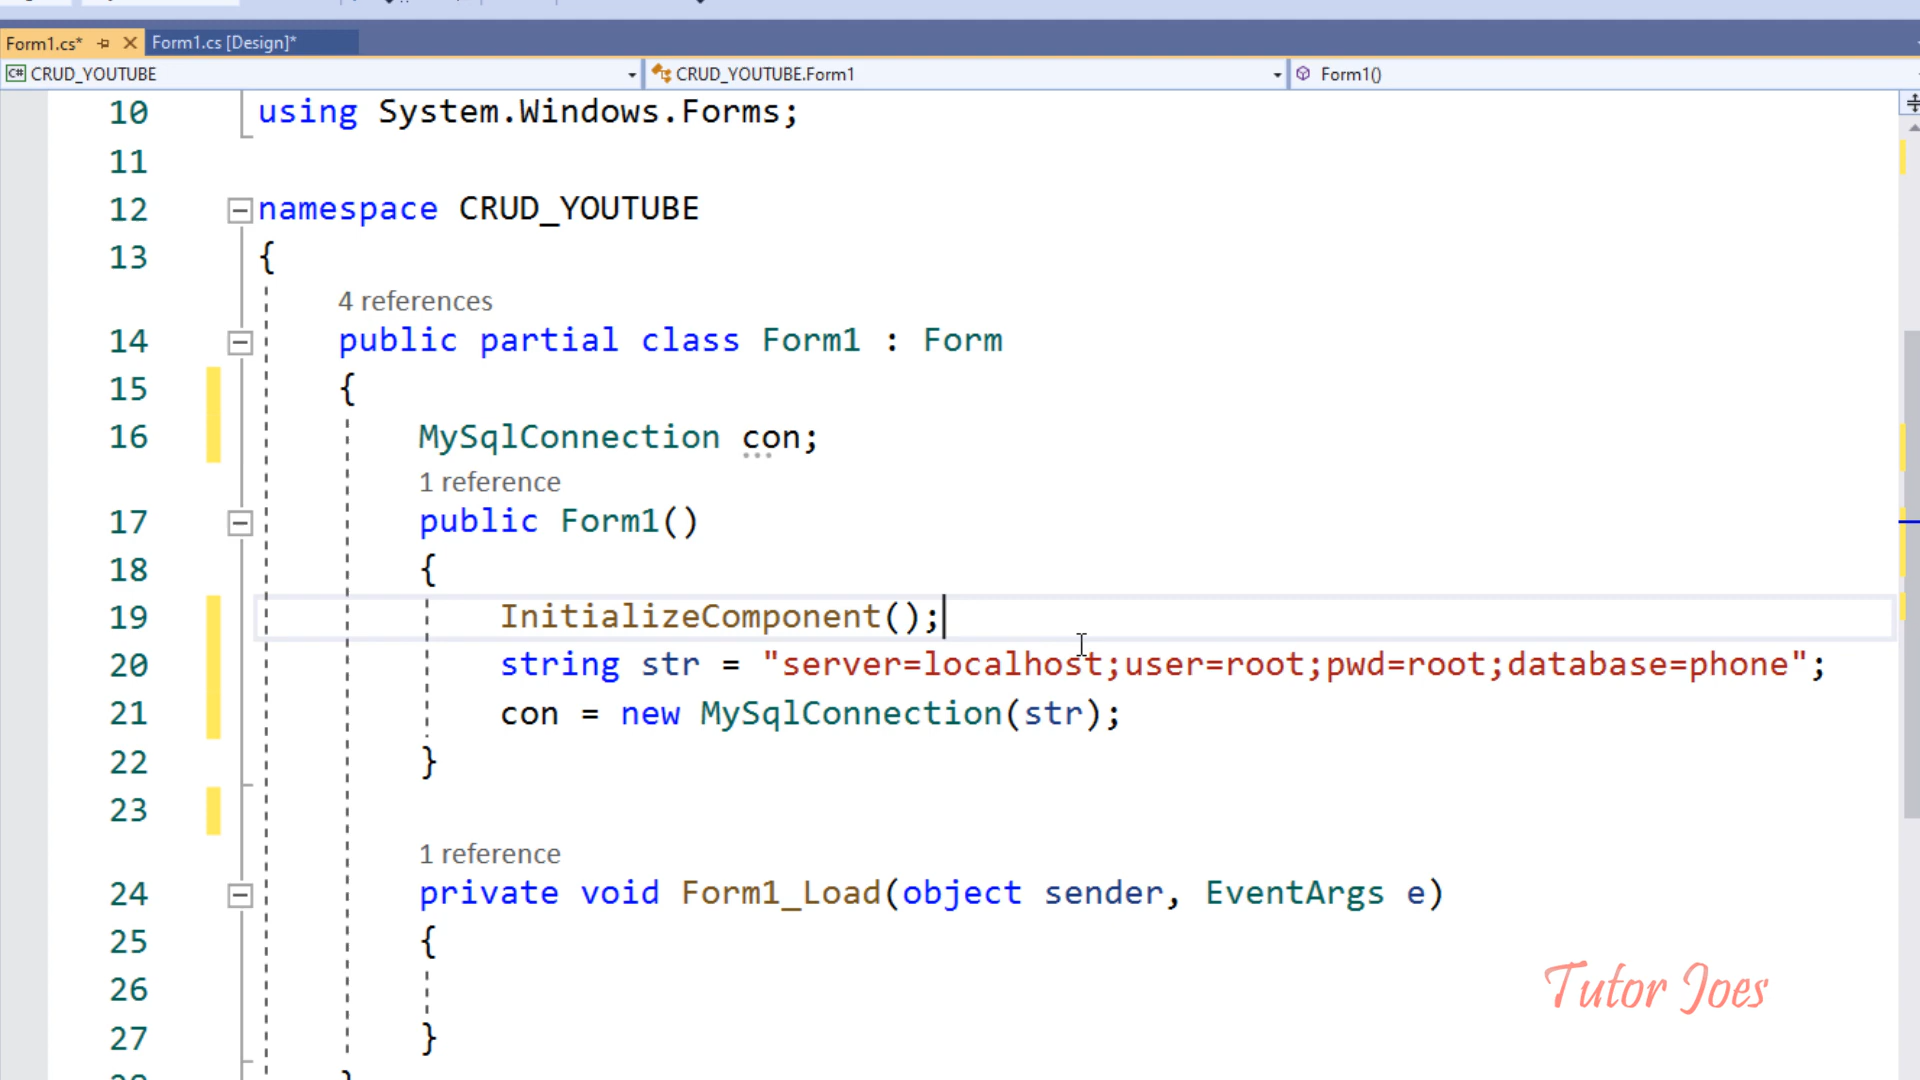 Form1.cs* Form1.cs [Design]*
C# CRUD_YOUTUBE CRUD_YOUTUBE.Form1 Form1()
10 using System.Windows.Forms;
11
12 namespace CRUD_YOUTUBE
13 {
4 references
14 public partial class Form1 : Form
15 {
16 MySqlConnection con;
1 reference
17 public Form1()
18 {
19 InitializeComponent();
20 string str = "server=localhost;user=root;pwd=root;database=phone";
21 con = new MySqlConnection(str);
22 }
23
1 reference
24 private void Form1_Load(object sender, EventArgs e)
25 {
26
27 }
Tutor Joes